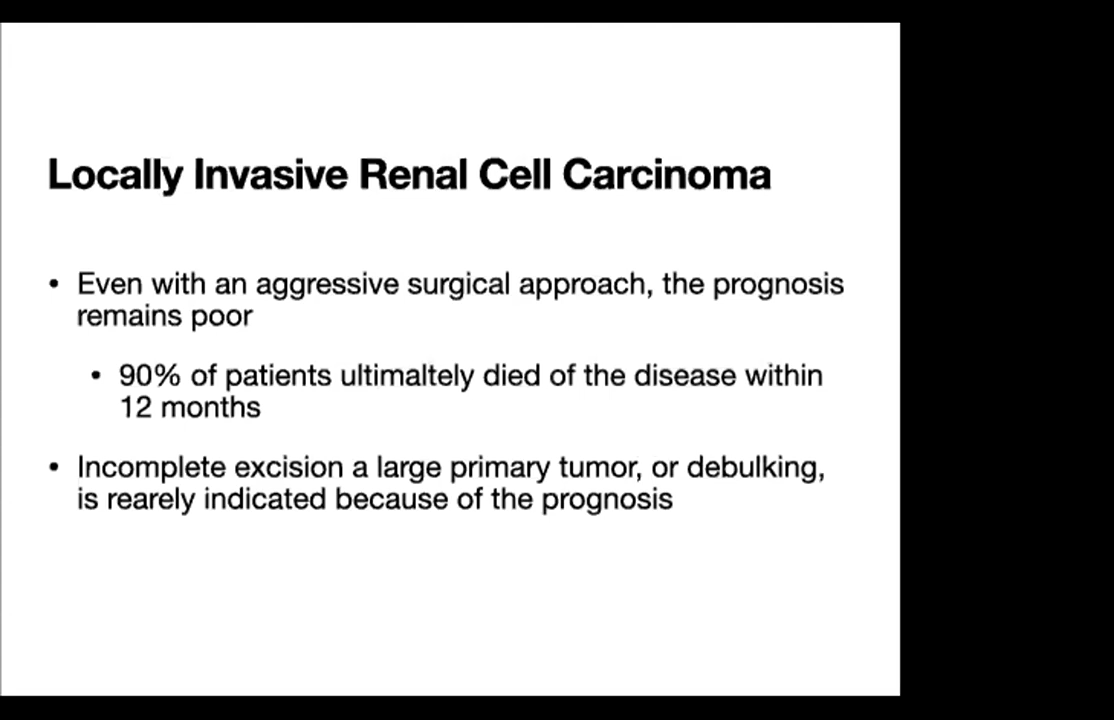 Locally Invasive Renal Cell Carcinoma
• Even with an aggressive surgical approach, the prognosis
remains poor
• 90% of patients ultimaltely died of the disease within
12 months
• Incomplete excision a large primary tumor, or debulking,
is rearely indicated because of the prognosis